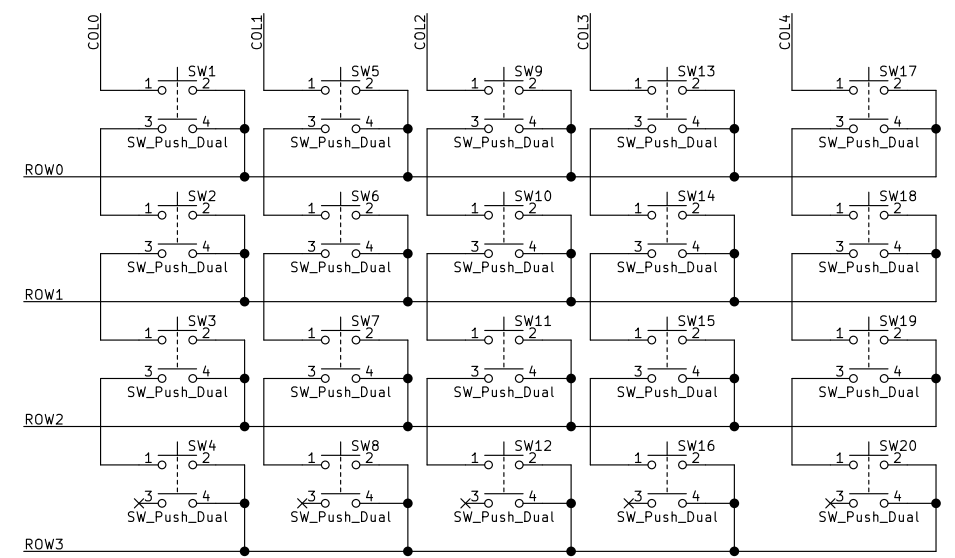 COL0 COL1 COL2 COL3 COL4
SW1 SW5 SW9 SW13 SW17
1 2 1 2 1 2 1 2 1 2
3 4 3 4 3 4 3 4 3 4
SW_Push_Dual SW_Push_Dual SW_Push_Dual SW_Push_Dual SW_Push_Dual
ROW0
SW2 SW6 SW10 SW14 SW18
1 2 1 2 1 2 1 2 1 2
3 4 3 4 3 4 3 4 3 4
SW_Push_Dual SW_Push_Dual SW_Push_Dual SW_Push_Dual SW_Push_Dual
ROW1
SW3 SW7 SW11 SW15 SW19
1 2 1 2 1 2 1 2 1 2
3 4 3 4 3 4 3 4 3 4
SW_Push_Dual SW_Push_Dual SW_Push_Dual SW_Push_Dual SW_Push_Dual
ROW2
SW4 SW8 SW12 SW16 SW20
1 2 1 2 1 2 1 2 1 2
3 4 3 4 3 4 3 4 3 4
SW_Push_Dual SW_Push_Dual SW_Push_Dual SW_Push_Dual SW_Push_Dual
ROW3